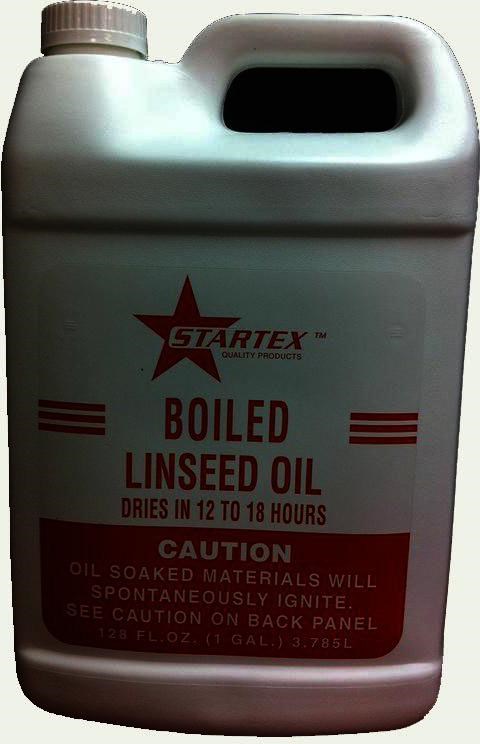 STARTEX ™
QUALITY PRODUCTS
BOILED
LINSEED OIL
DRIES IN 12 TO 18 HOURS
CAUTION
OIL SOAKED MATERIALS WILL
SPONTANEOUSLY IGNITE.
SEE CAUTION ON BACK PANEL
128 FL.OZ. (1 GAL.) 3.785L